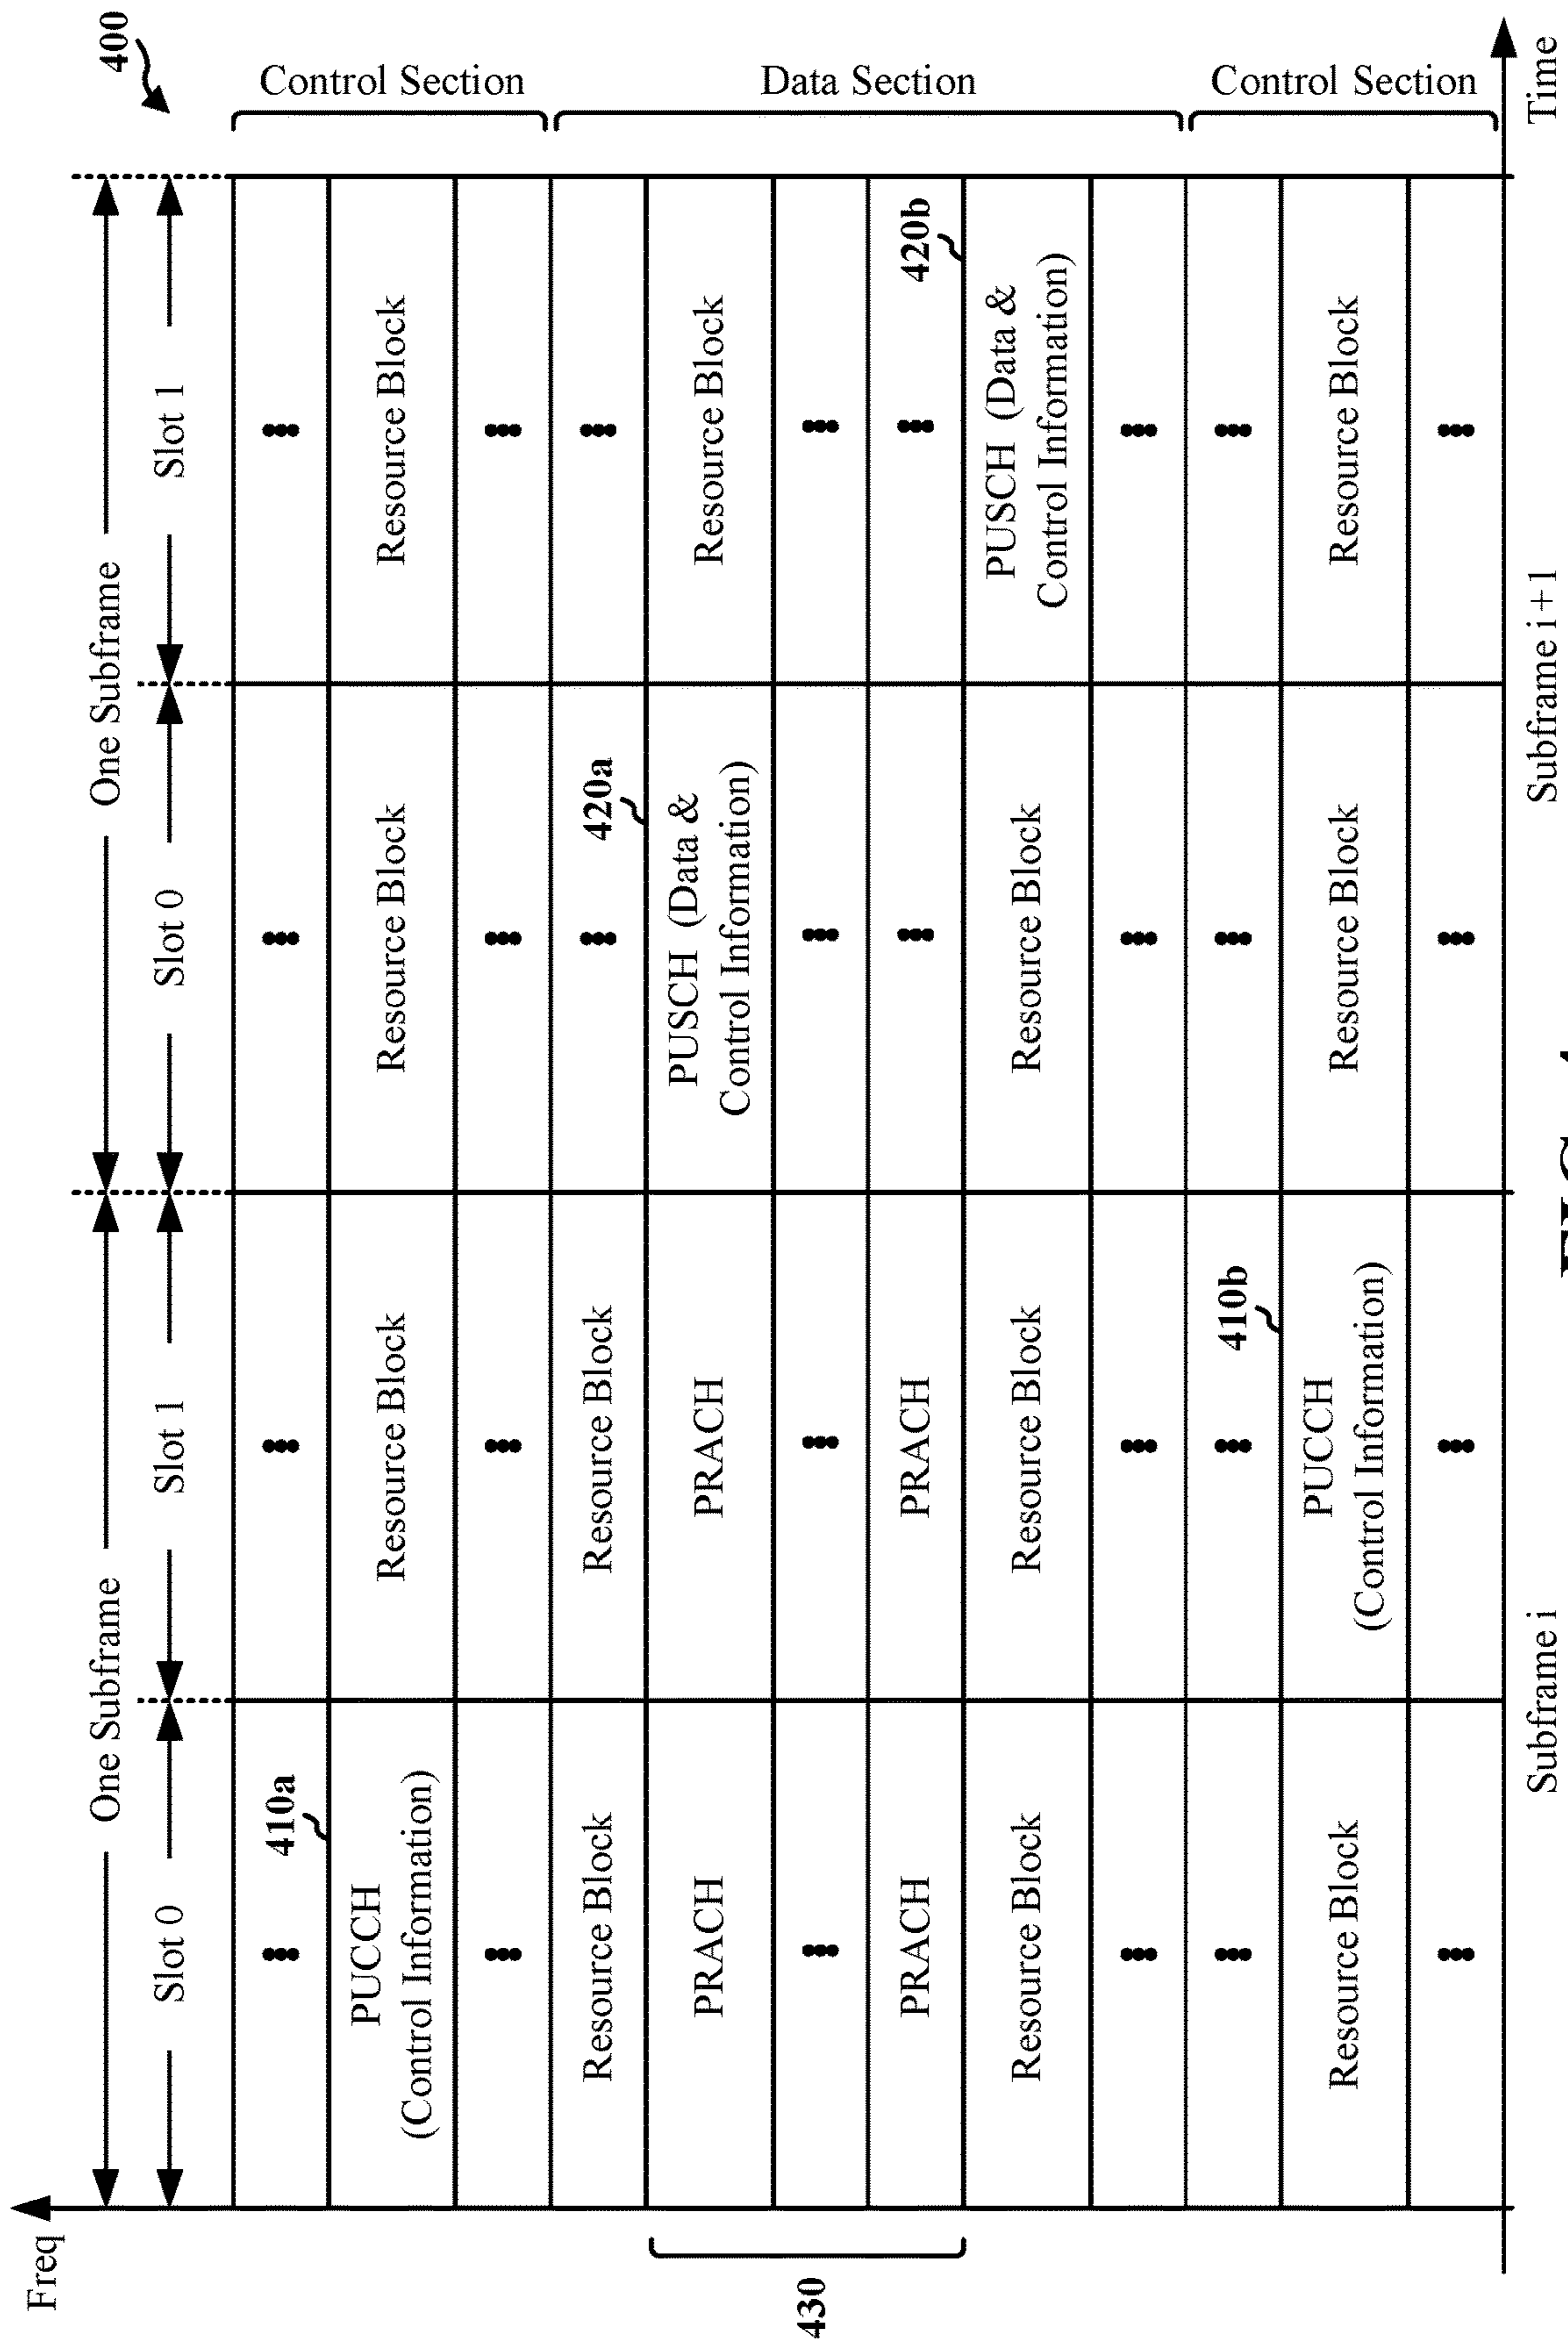 Freq
400
One Subframe
One Subframe
Slot 0
Slot 1
Slot 0
Slot 1
410a
PUCCH
(Control Information)
Resource Block
Resource Block
Resource Block
Control Section
Resource Block
Resource Block
420a
PRACH
PRACH
PUSCH (Data &
Control Information)
Resource Block
Data Section
430
PRACH
PRACH
420b
Resource Block
Resource Block
Resource Block
PUSCH (Data &
Control Information)
410b
Resource Block
PUCCH
(Control Information)
Resource Block
Resource Block
Control Section
Subframe i
Subframe i+1
Time